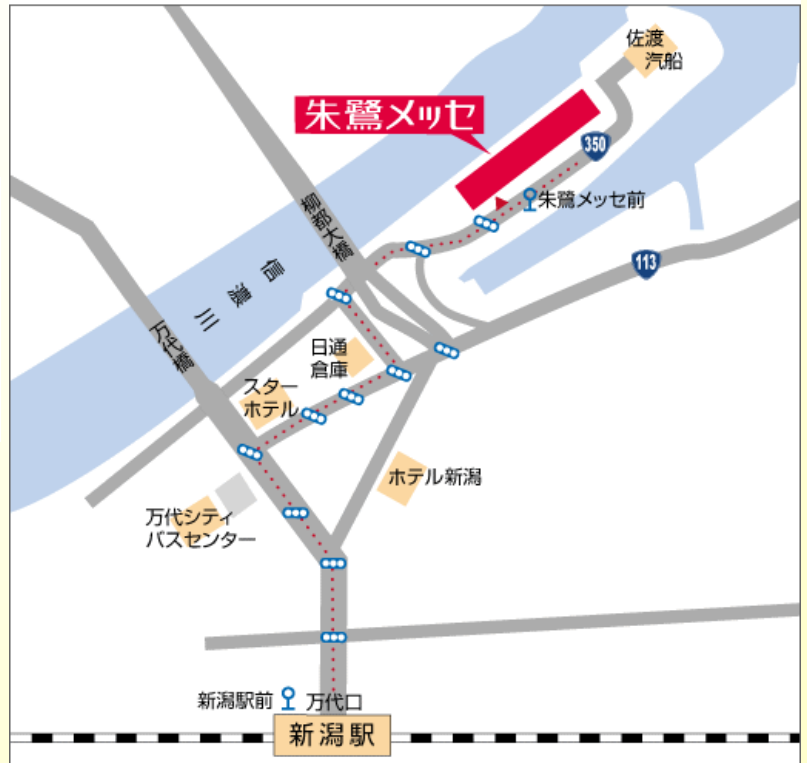 佐渡
汽船
朱鷺メッセ
350
朱鷺メッセ前
柳都大橋
113
信濃川
万代橋
日通
倉庫
スター
ホテル
ホテル新潟
万代シティ
バスセンター
新潟駅前
万代口
新潟駅